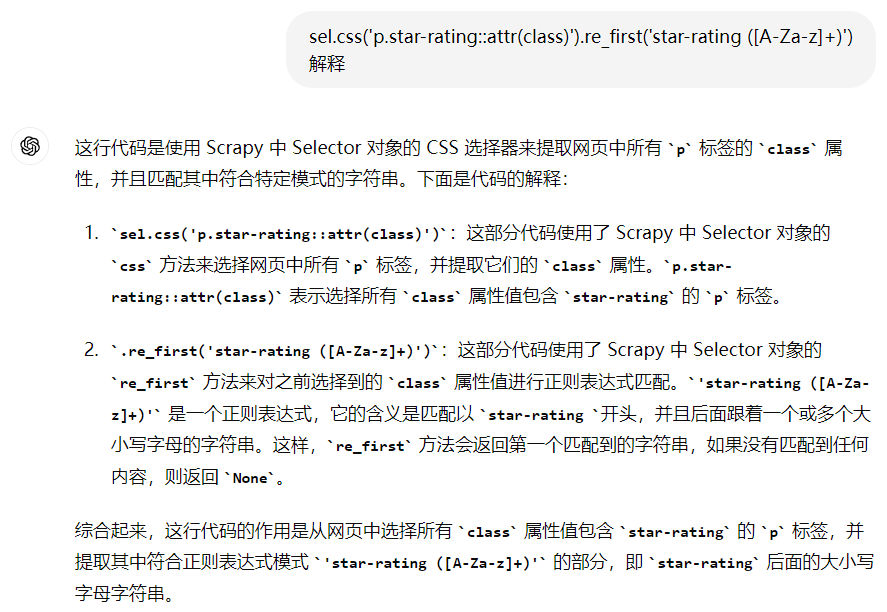 sel.css('p.star-rating::attr(class)').re_first('star-rating ([A-Za-z]+)')
解释
这行代码是使用 Scrapy 中 Selector 对象的 CSS 选择器来提取网页中所有 `p` 标签的 `class` 属
性，并且匹配其中符合特定模式的字符串。下面是代码的解释：
1. `sel.css('p.star-rating::attr(class)')`：这部分代码使用了 Scrapy 中 Selector 对象的
`css` 方法来选择网页中所有 `p` 标签，并提取它们的 `class` 属性。`p.star-
rating::attr(class)` 表示选择所有 `class` 属性值包含 `star-rating` 的 `p` 标签。
2. `.re_first('star-rating ([A-Za-z]+)')`：这部分代码使用了 Scrapy 中 Selector 对象的
`re_first` 方法来对之前选择到的 `class` 属性值进行正则表达式匹配。`'star-rating ([A-Za-
z]+)'` 是一个正则表达式，它的含义是匹配以 `star-rating `开头，并且后面跟着一个或多个大
小写字母的字符串。这样，`re_first` 方法会返回第一个匹配到的字符串，如果没有匹配到任何
内容，则返回 `None`。
综合起来，这行代码的作用是从网页中选择所有 `class` 属性值包含 `star-rating` 的 `p` 标签，并
提取其中符合正则表达式模式 `'star-rating ([A-Za-z]+)'` 的部分，即 `star-rating` 后面的大小写
字母字符串。